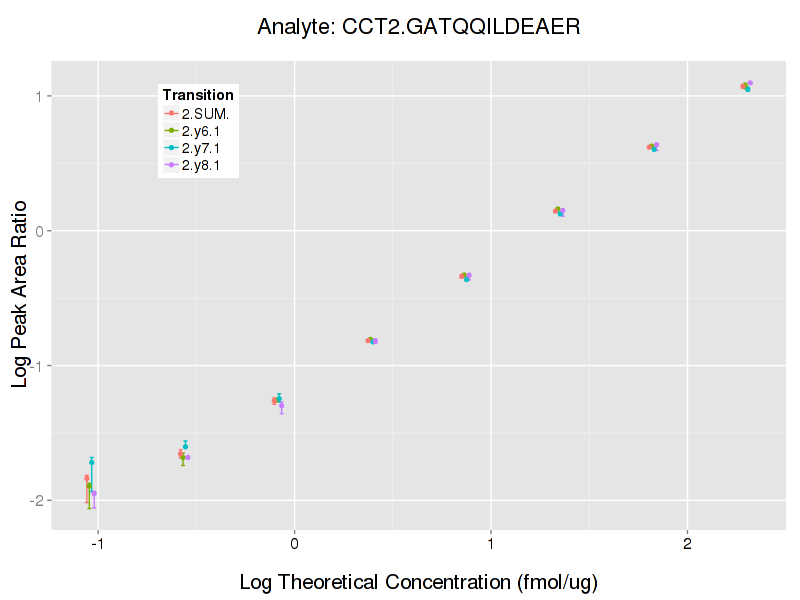 Analyte: CCT2.GATQQILDEAER
Transition
2.SUM.
2.y6.1
2.y7.1
2.y8.1
Log Peak Area Ratio
1
0
-1
-2
-1
0
1
2
Log Theoretical Concentration (fmol/ug)